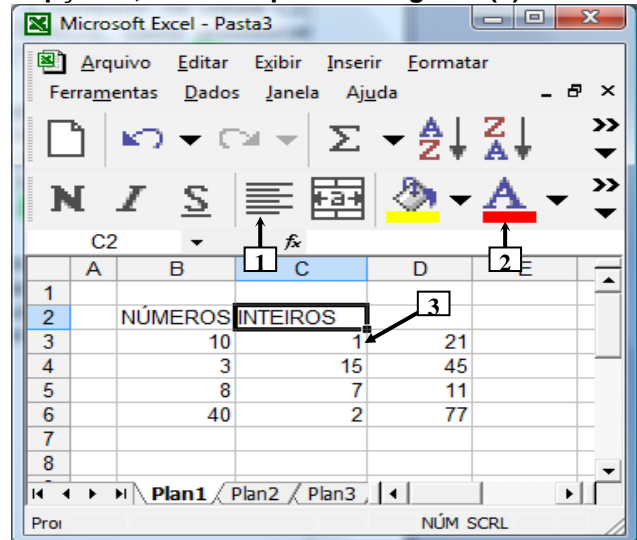 Microsoft Excel - Pasta3
Arquivo Editar Exibir Inserir Formatar
Ferramentas Dados Janela Ajuda
Σ A Z Z A
N I S a A
C2 fx
1 2
A B C D E
1
2 NÚMEROS INTEIROS 3
3 10 1 21
4 3 15 45
5 8 7 11
6 40 2 77
7
8
Plan1 Plan2 Plan3
NÚM SCRL